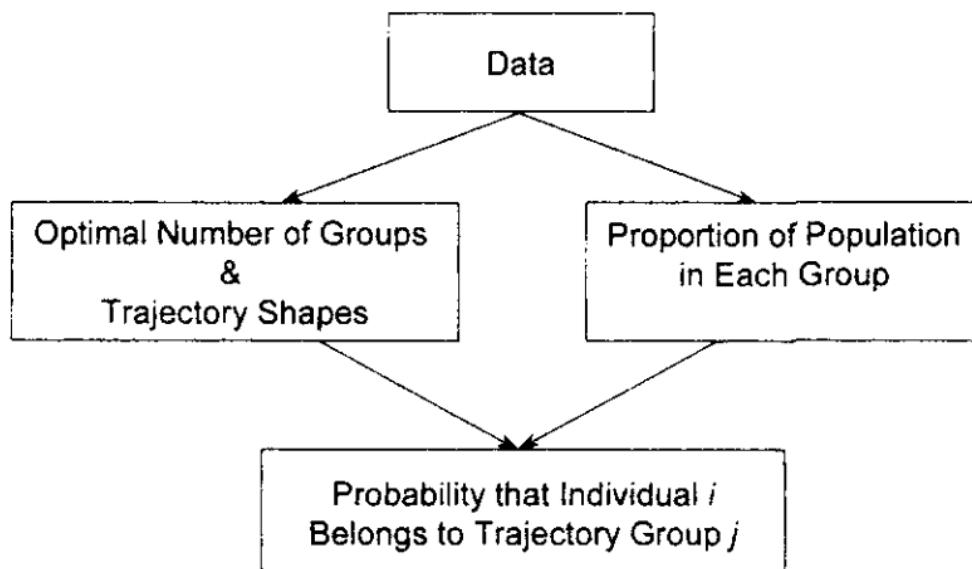 Data
Optimal Number of Groups
&
Trajectory Shapes
Proportion of Population
in Each Group
Probability that Individual i
Belongs to Trajectory Group j